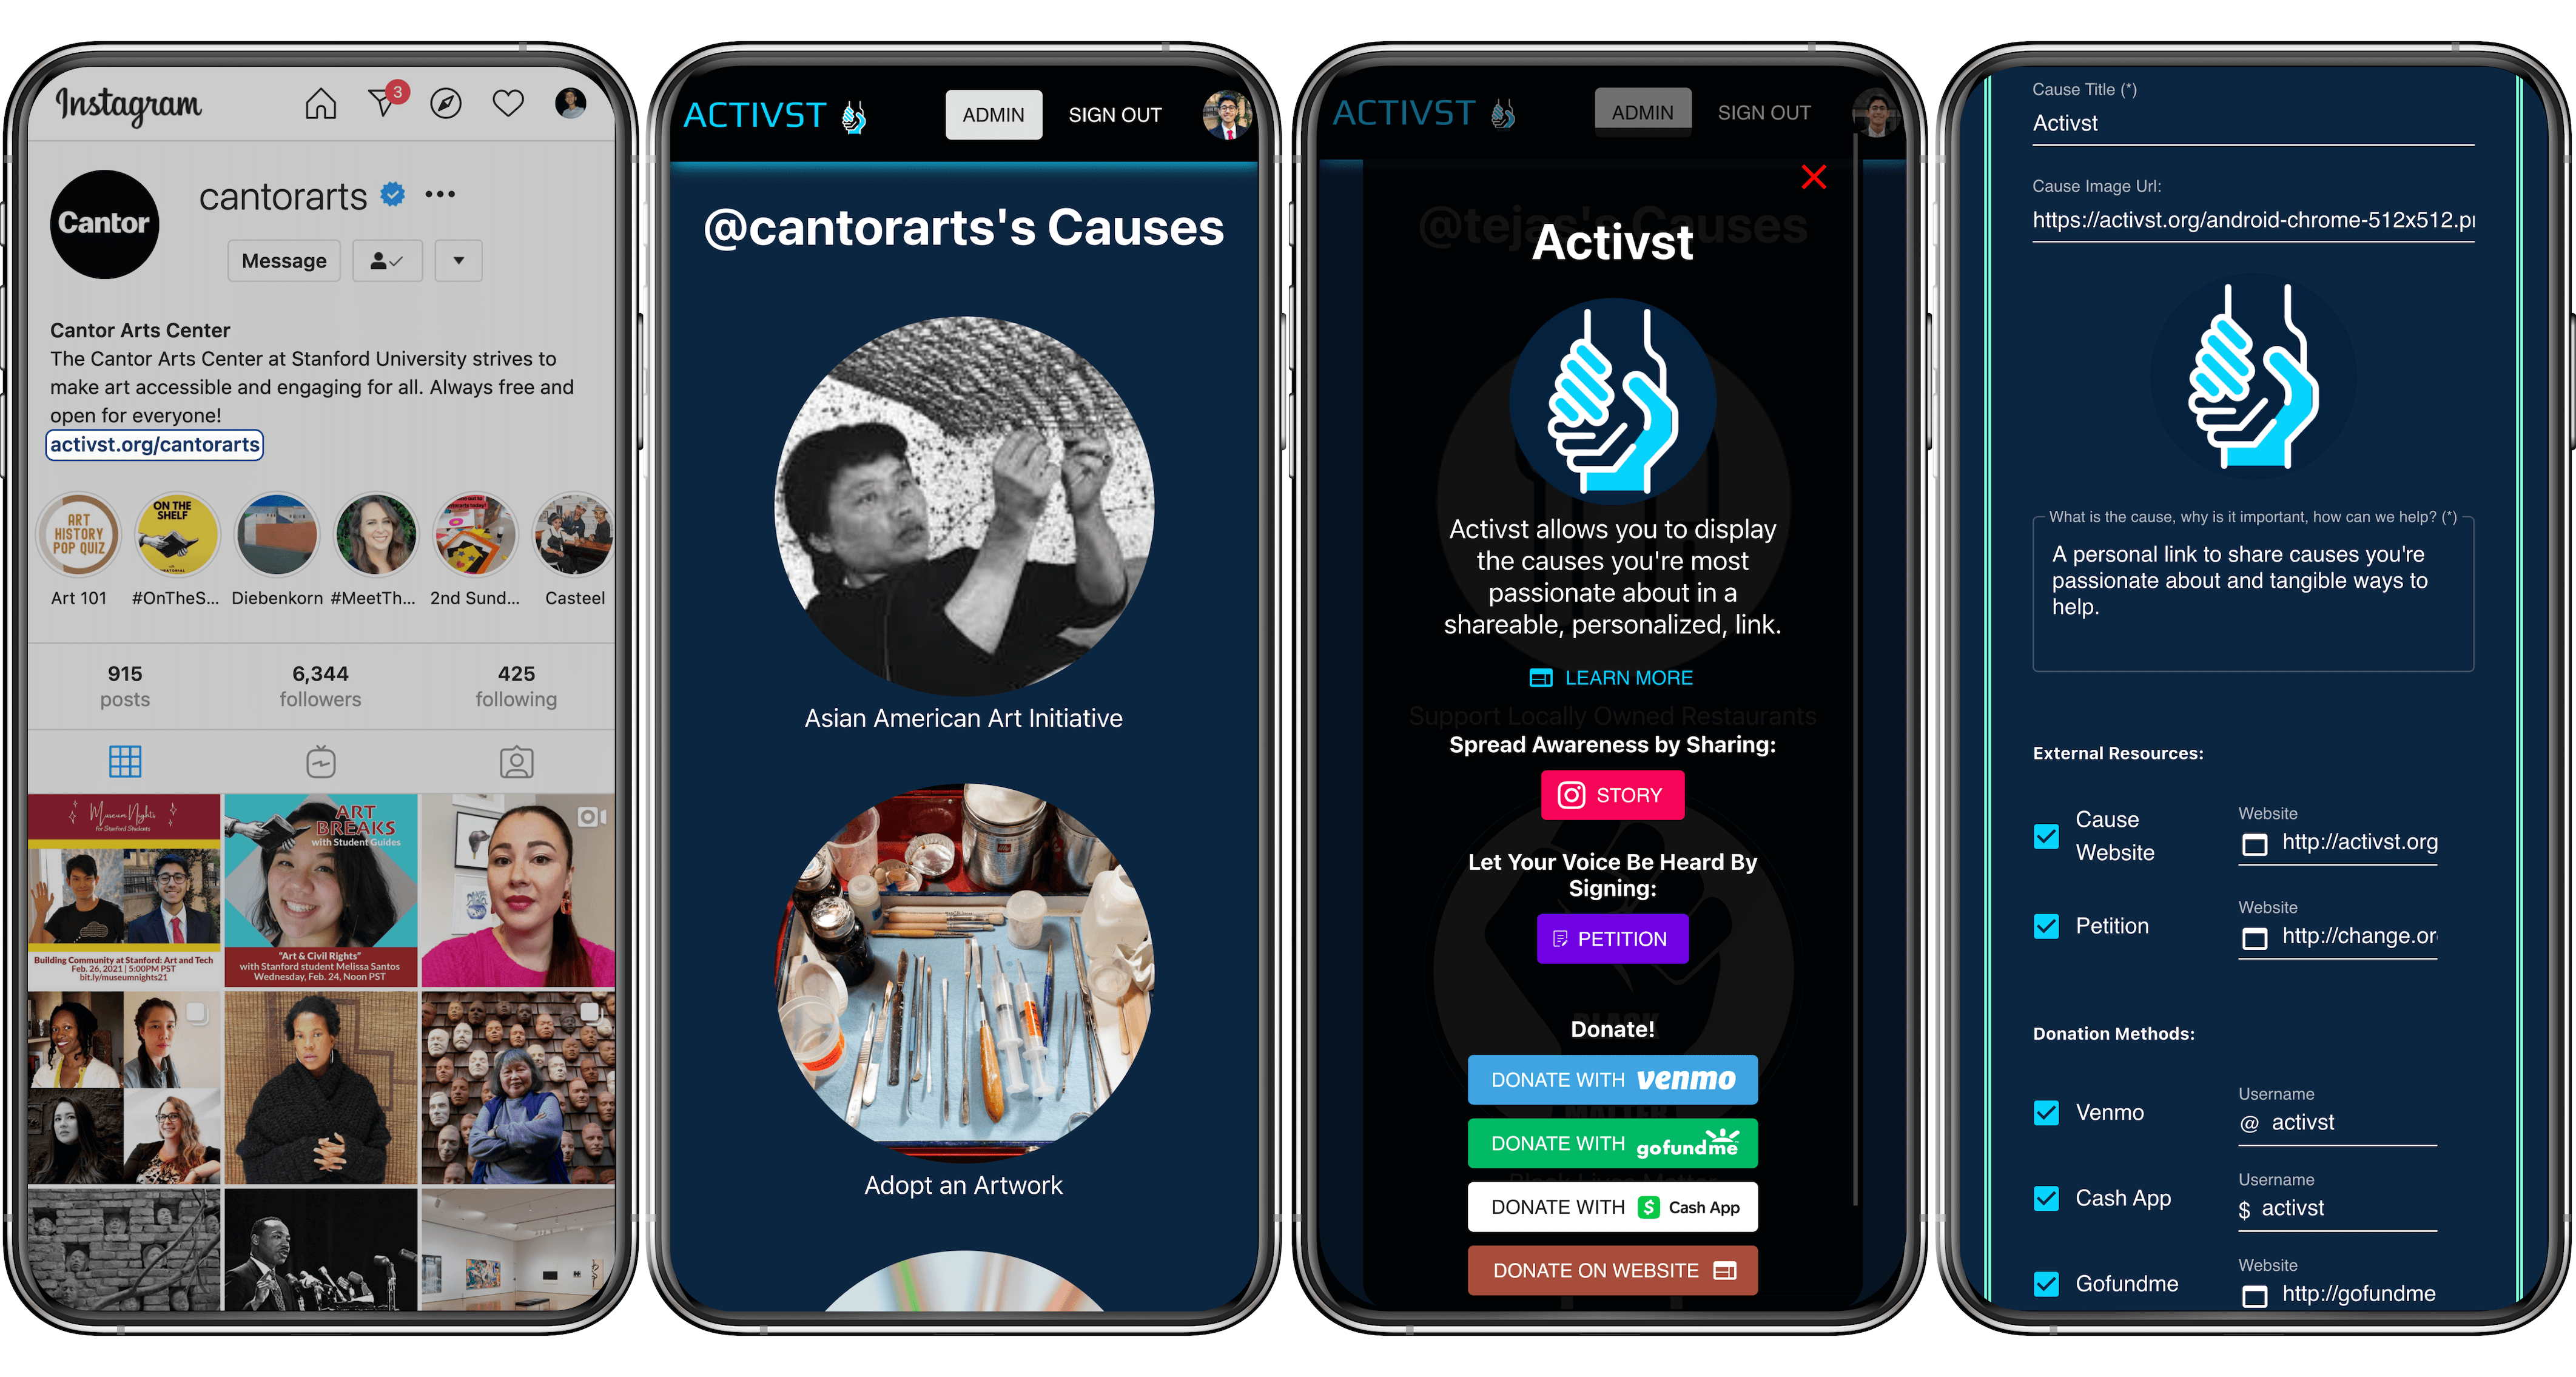 Instagram
3
Cantor
cantorarts
Message
Cantor Arts Center
The Cantor Arts Center at Stanford University strives to
make art accessible and engaging for all. Always free and
open for everyone!
activst.org/cantorarts
ART
HISTORY
POP QUIZ
ON THE
SHELF
Art 101
#OnTheS...
Diebenkorn
#MeetTh...
2nd Sund...
Casteel
915
posts
6,344
followers
425
following
Museum Nights
for Stanford Students
Building Community at Stanford: Art and Tech
Feb. 26, 2021 | 5:00PM PST
bit.ly/museumnights21
ART
BREAKS
with Student Guides
"Art & Civil Rights"
with Stanford student Melissa Santos
Wednesday, Feb. 24, Noon PST
ACTIVST
ADMIN
SIGN OUT
@cantorarts's Causes
Asian American Art Initiative
Adopt an Artwork
ACTIVST
ADMIN
SIGN OUT
@tejas's Causes
Activst
Activst allows you to display
the causes you're most
passionate about in a
shareable, personalized, link.
LEARN MORE
Support Locally Owned Restaurants
Spread Awareness by Sharing:
STORY
Let Your Voice Be Heard By
Signing:
PETITION
BLACK
Donate!
DONATE WITH venmo
MATTER
DONATE WITH gofundme
Black Lives Matter
DONATE WITH $ Cash App
DONATE ON WEBSITE
Cause Title (*)
Activst
Cause Image Url:
https://activst.org/android-chrome-512x512.p
What is the cause, why is it important, how can we help? (*)
A personal link to share causes you're
passionate about and tangible ways to
help.
External Resources:
Cause
Website
Website
http://activst.org
Petition
Website
http://change.or
Donation Methods:
Venmo
Username
@ activst
Cash App
Username
$ activst
Gofundme
Website
http://gofundme